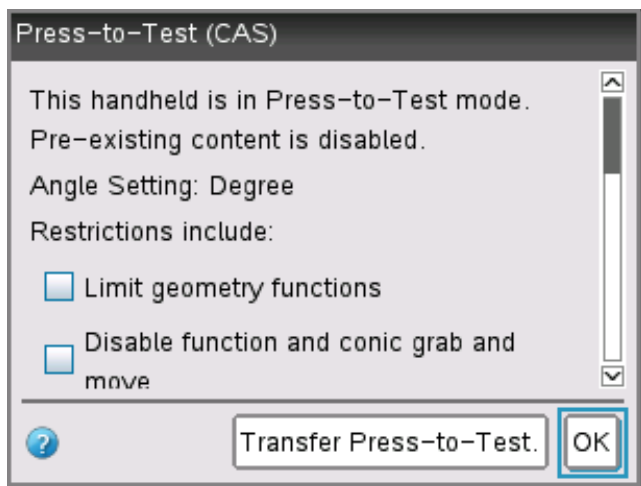 Press-to-Test (CAS)
This handheld is in Press-to-Test mode.
Pre-existing content is disabled.
Angle Setting: Degree
Restrictions include:
Limit geometry functions
Disable function and conic grab and
move
?
Transfer Press-to-Test.
OK